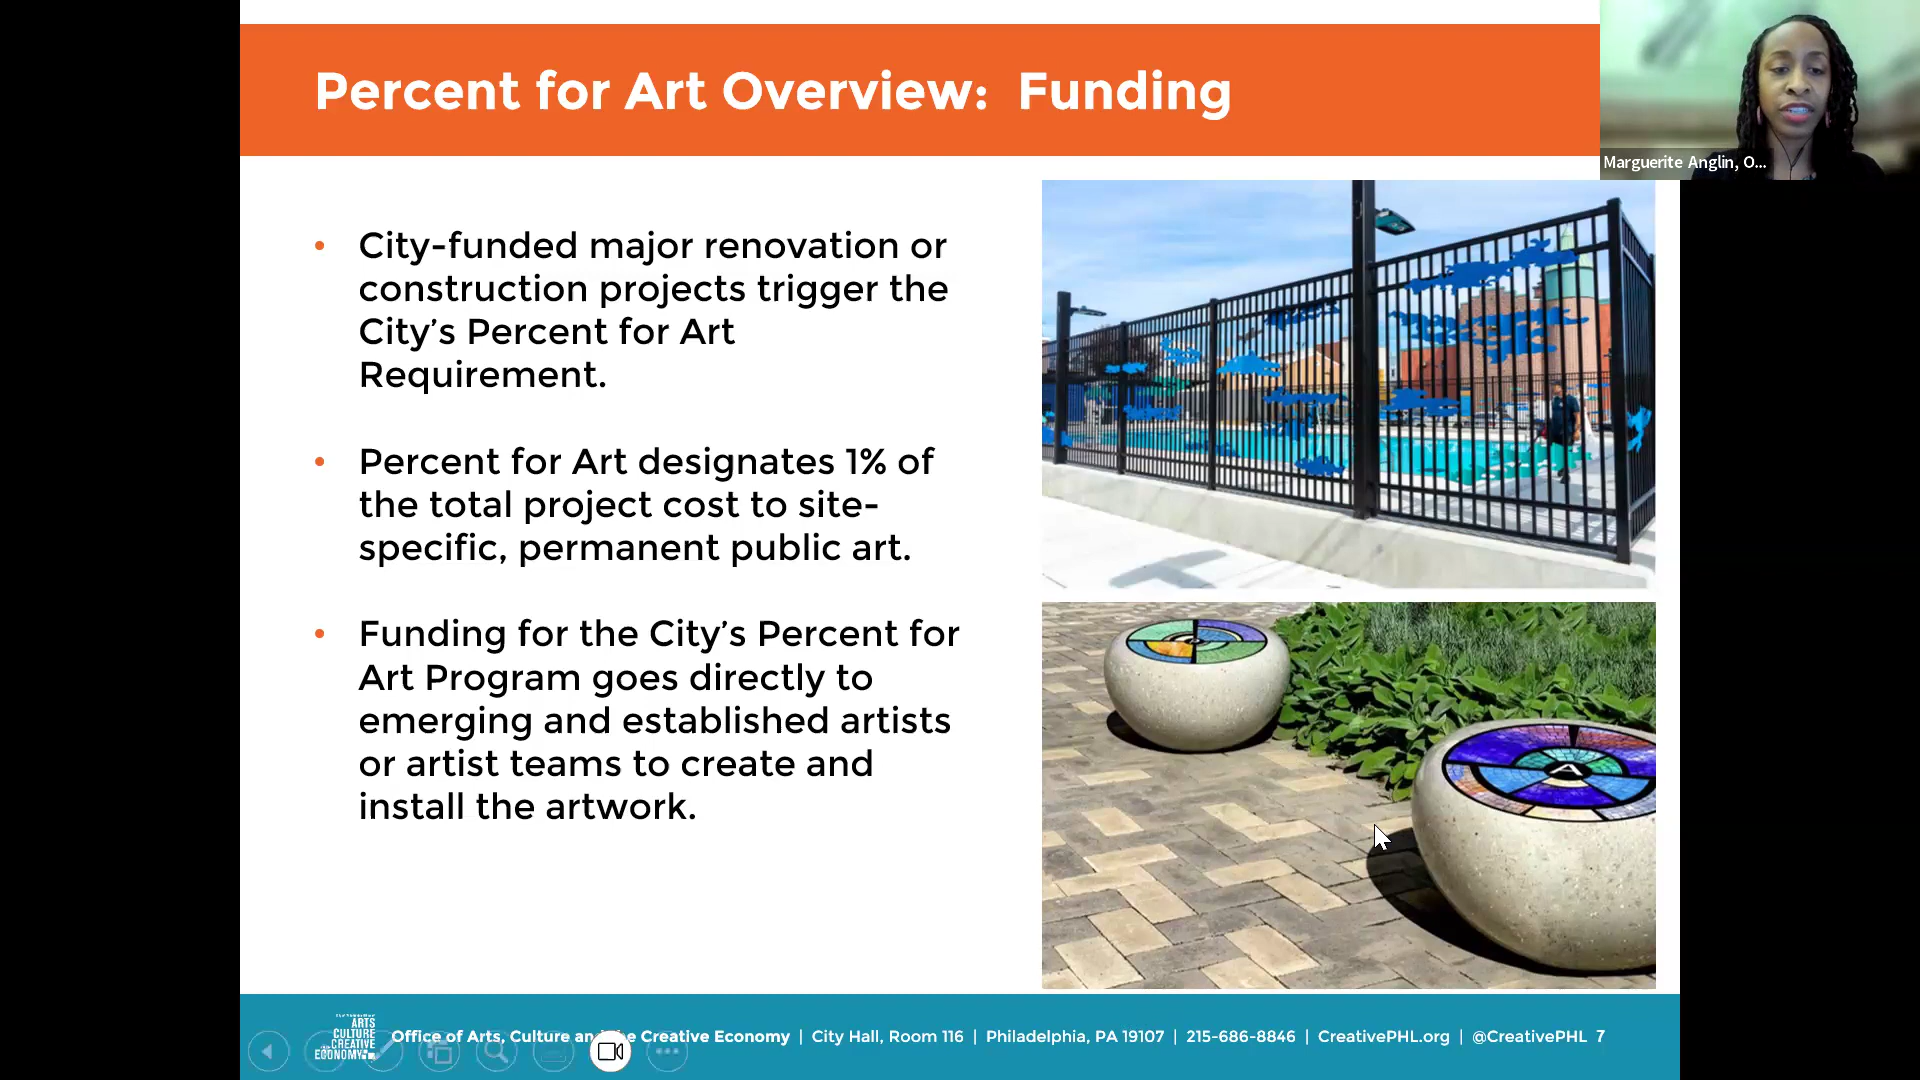 Percent for Art Overview: Funding
Marguerite Anglin, O...
• City-funded major renovation or
construction projects trigger the
City’s Percent for Art
Requirement.
• Percent for Art designates 1% of
the total project cost to site-
specific, permanent public art.
• Funding for the City’s Percent for
Art Program goes directly to
emerging and established artists
or artist teams to create and
install the artwork.
A
ARTS
CULTURE
CREATIVE
ECONOMY
Office of Arts, Culture and the Creative Economy | City Hall, Room 116 | Philadelphia, PA 19107 | 215-686-8846 | CreativePHL.org | @CreativePHL 7